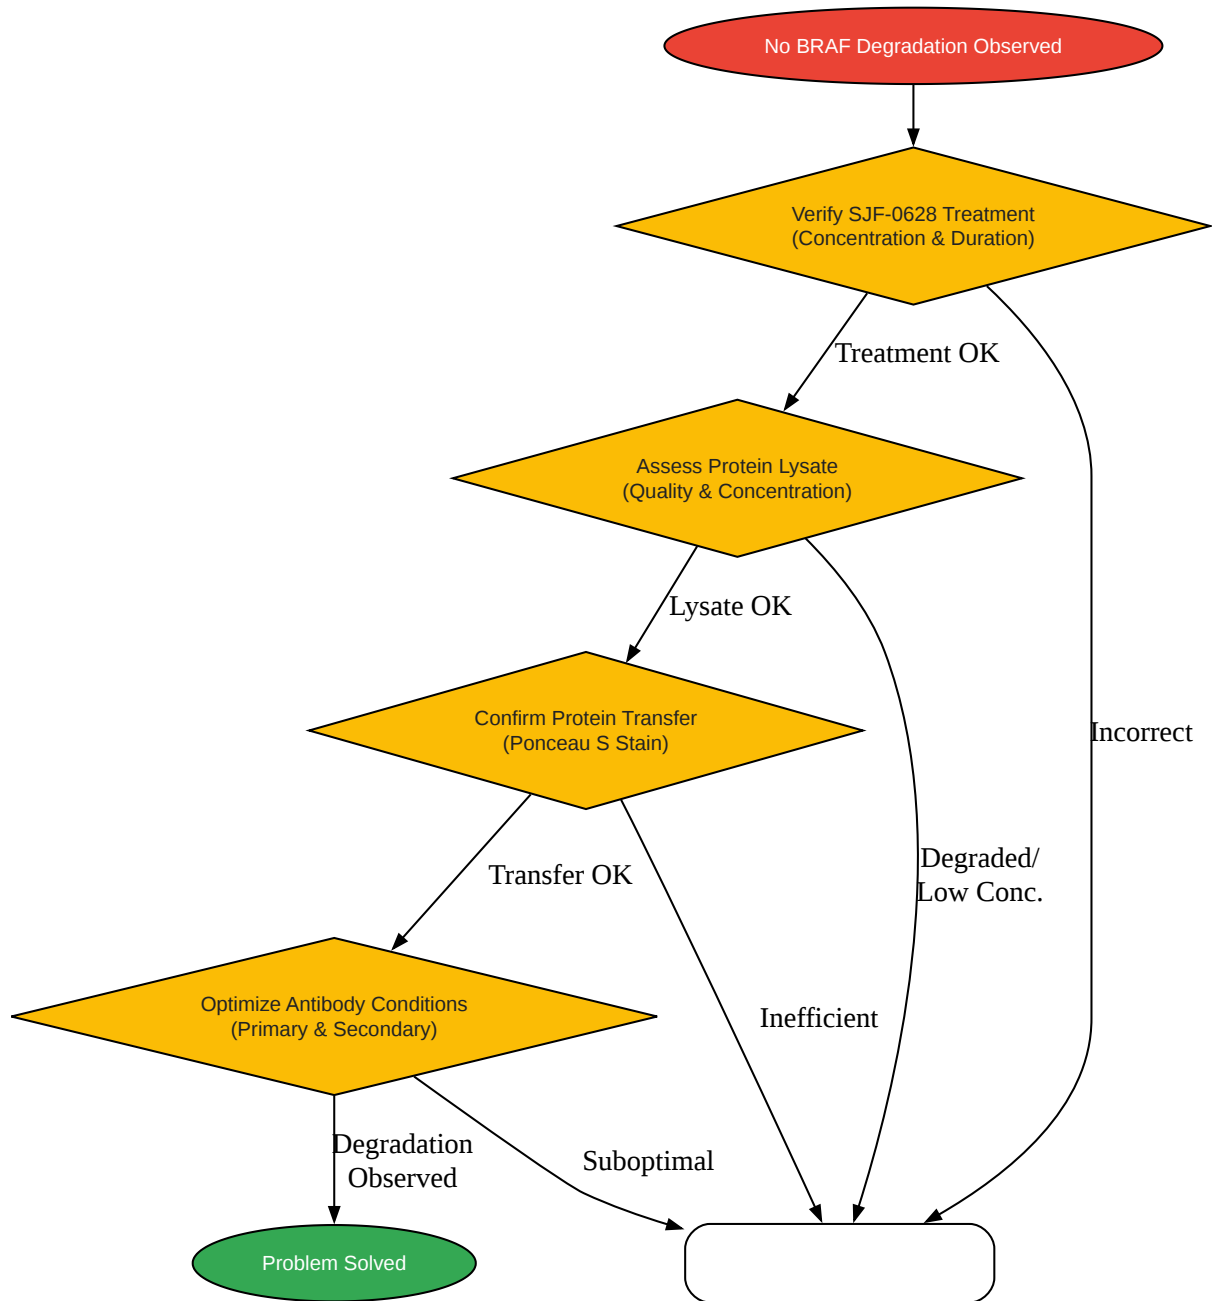 No BRAF Degradation Observed
Verify SJF-0628 Treatment
(Concentration & Duration)
Treatment OK
Assess Protein Lysate
(Quality & Concentration)
Lysate OK
Confirm Protein Transfer
(Ponceau S Stain)
Incorrect
Degraded/
Low Conc.
Transfer OK
Optimize Antibody Conditions
(Primary & Secondary)
Inefficient
Degradation
Observed
Suboptimal
Problem Solved